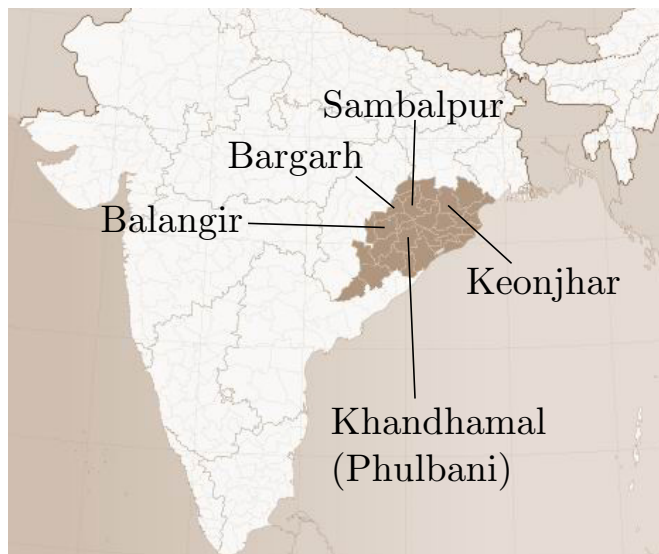 Sambalpur
Bargarh
Balangir
Keonjhar
Khandhamal
(Phulbani)